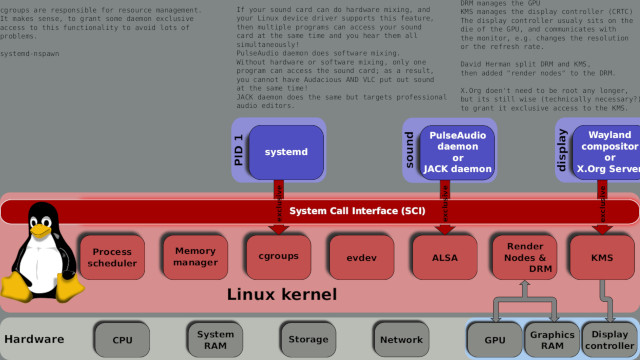 cgroups are responsible for resource management.
It makes sense, to grant some daemon exclusive
access to this functionality to avoid lots of
problems.
systemd-nspawn
If your sound card can do hardware mixing, and
your Linux device driver supports this feature,
then multiple programs can access your sound
card at the same time and you hear them all
simultaneously!
PulseAudio daemon does software mixing.
Without hardware or software mixing, only one
program can access the sound card; as a result,
you cannot have Audacious AND VLC put out sound
at the same time!
JACK daemon does the same but targets professional
audio editors.
DRM manages the GPU
KMS manages the display controller (CRTC)
The display controller usualy sits on the
die of the GPU, and communicates with
the monitor, e.g. changes the resolution
or the refresh rate.
David Herman split DRM and KMS,
then added "render nodes" to the DRM.
X.Org doen't need to be root any longer,
but its still wise (technically necessary?)
to grant it exclusive access to the KMS.
PID 1
systemd
sound
PulseAudio
daemon
or
JACK daemon
display
Wayland
compositor
or
X.Org Server
exclusive
exclusive
exclusive
System Call Interface (SCI)
Process
scheduler
Memory
manager
cgroups
evdev
ALSA
Render
Nodes &
DRM
KMS
Linux kernel
Hardware
CPU
System
RAM
Storage
Network
GPU
Graphics
RAM
Display
controller